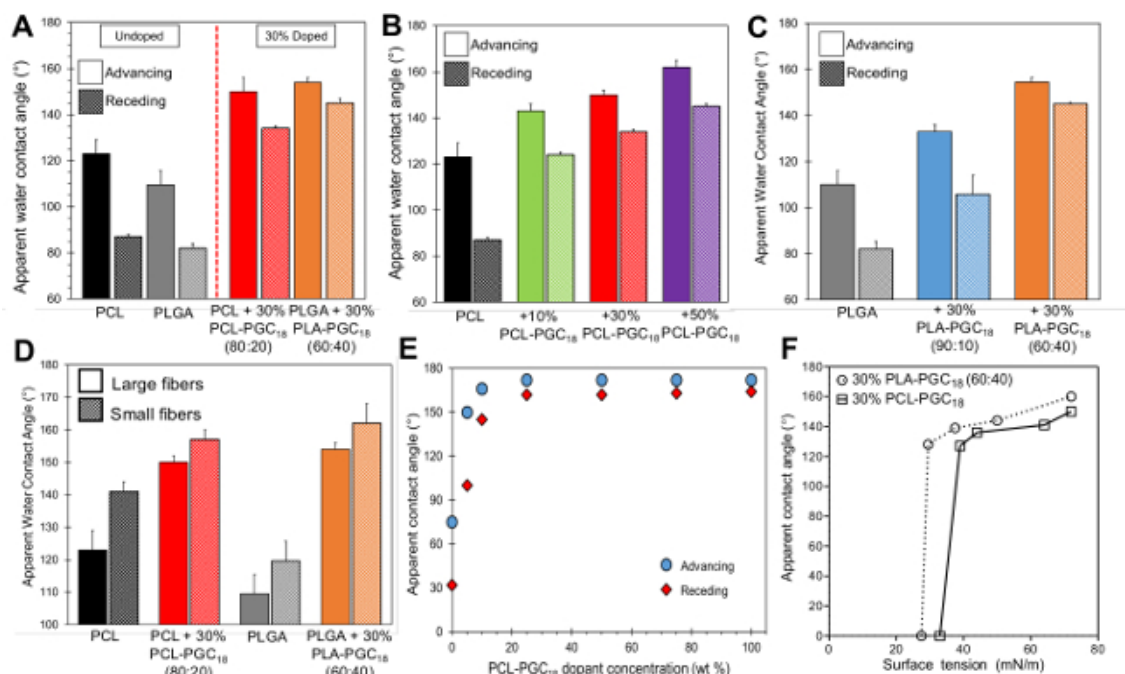 A
Undoped
30% Doped
Advancing
Receding
Apparent water contact angle (°)
180
160
140
120
100
80
60
PCL
PLGA
PCL + 30%
PCL-PGC18
(80:20)
PLGA + 30%
PLA-PGC18
(60:40)
B
Advancing
Receding
Apparent water contact angle (°)
180
160
140
120
100
80
60
PCL
+10%
PCL-PGC18
+30%
PCL-PGC18
+50%
PCL-PGC18
C
Advancing
Receding
Apparent Water Contact Angle (°)
180
160
140
120
100
80
60
PLGA
+ 30%
PLA-PGC18
(90:10)
+ 30%
PLA-PGC18
(60:40)
D
Large fibers
Small fibers
Apparent Water Contact Angle (°)
180
170
160
150
140
130
120
110
100
PCL
PCL + 30%
PCL-PGC18
(80:20)
PLGA
PLGA + 30%
PLA-PGC18
(60:40)
E
Apparent contact angle (°)
180
150
120
90
60
30
0
Advancing
Receding
0
20
40
60
80
100
PCL-PGC18 dopant concentration (wt %)
F
30% PLA-PGC18 (60:40)
30% PCL-PGC18
Apparent contact angle (°)
180
160
140
120
100
80
60
40
20
0
0
20
40
60
80
Surface tension (mN/m)